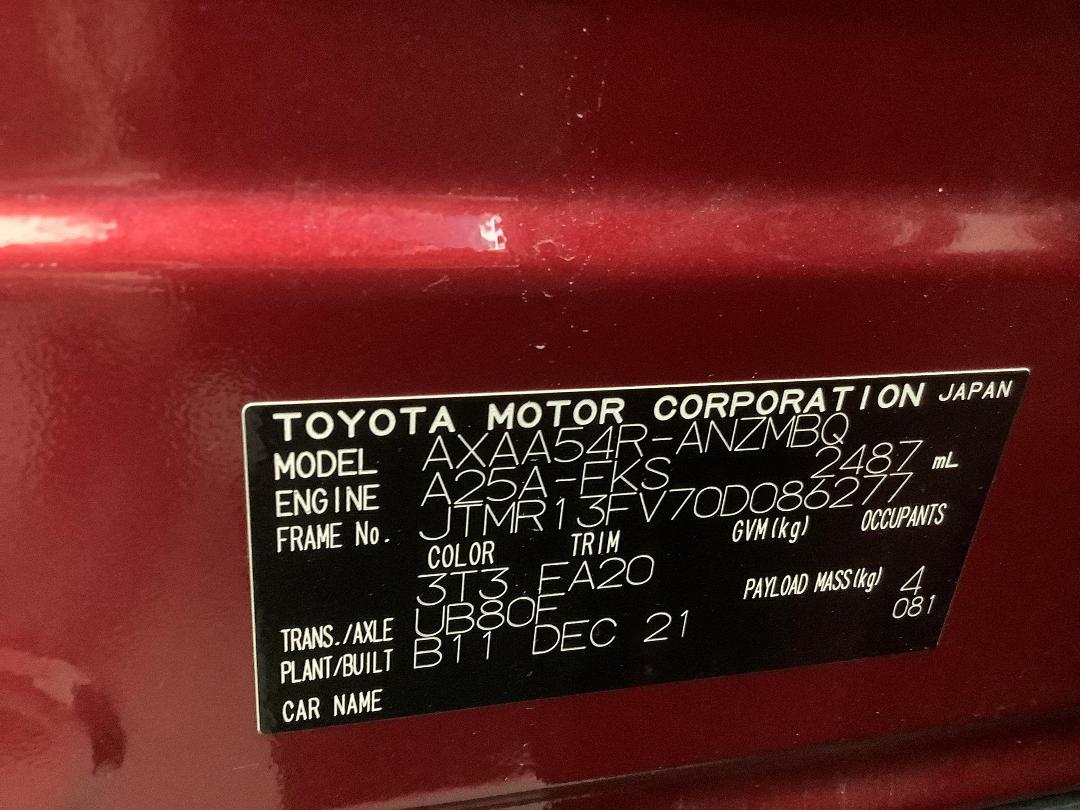 TOYOTA MOTOR CORPORATION JAPAN
MODEL AXAA54R-ANZMBQ
ENGINE A25A-FKS 2487 mL
FRAME No. JTMR13FV70D086277
COLOR TRIM GVM(kg) OCCUPANTS
3T3 EA20
TRANS./AXLE UB80F PAYLOAD MASS(kg) 4
PLANT/BUILT B11 DEC 21 081
CAR NAME